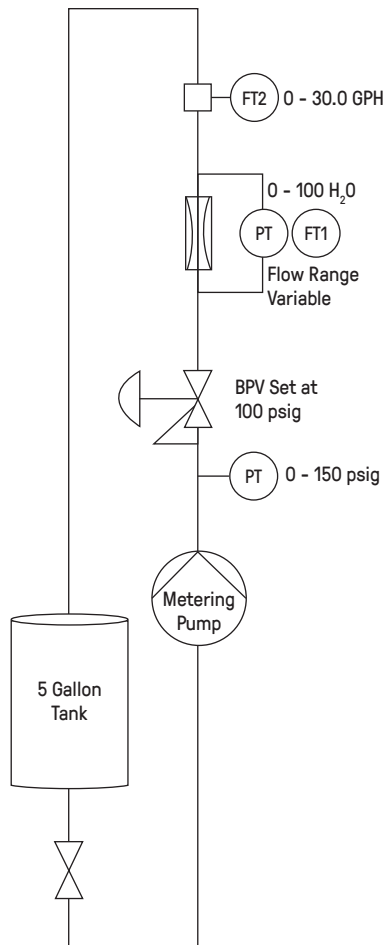 FT2 0 - 30.0 GPH
0 - 100 H₂O
PT FT1
Flow Range
Variable
BPV Set at
100 psig
PT 0 - 150 psig
Metering
Pump
5 Gallon
Tank